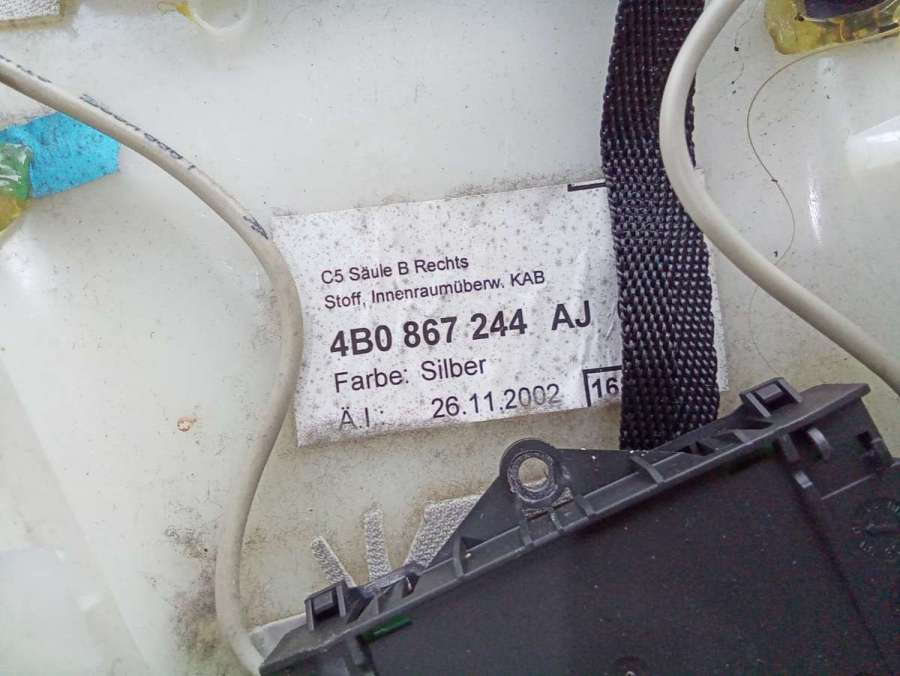 C5 Säule B Rechts
Stoff, Innenraumüberw. KAB
4B0 867 244 AJ
Farbe: Silber
Ä.I.: 26.11.2002